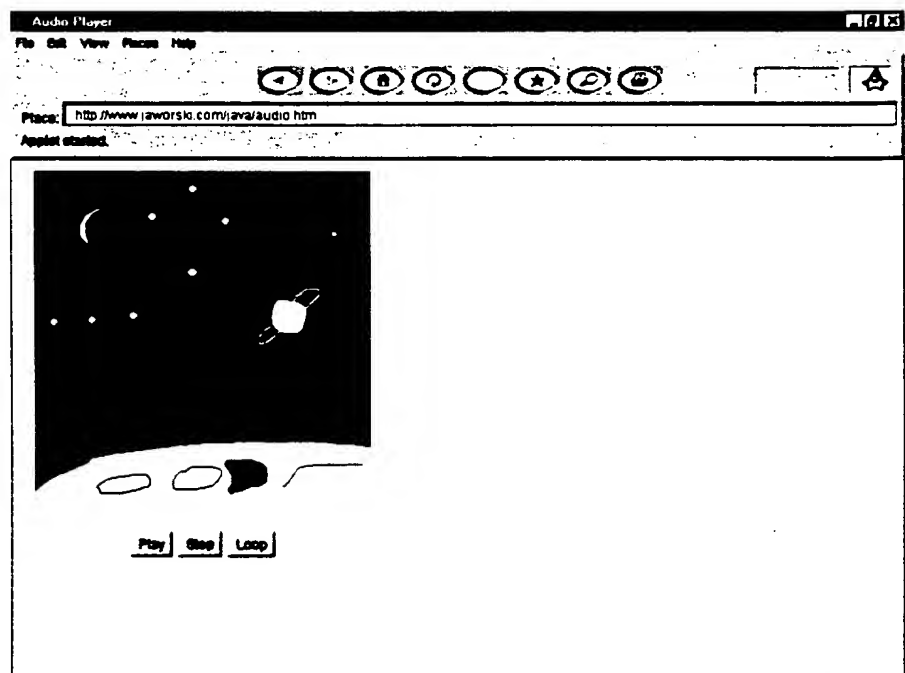 Audio Player
File Edit View Places Help
Place: http://www.jaworski.com/java/audio.htm
Applet started.
Play Stop Loop